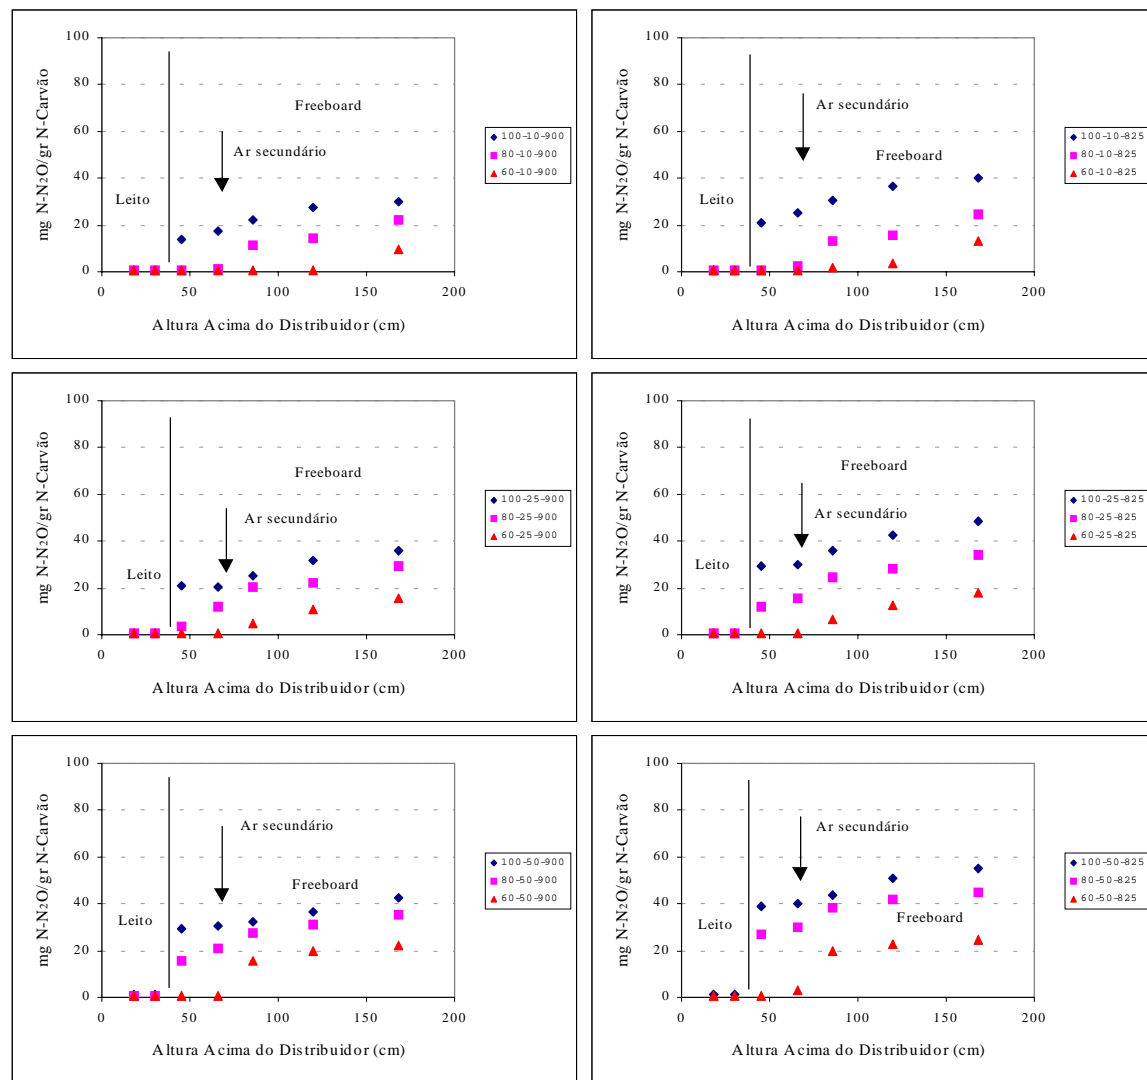 mg N-N2O/gr N-Carvão
100
80
60
40
20
0
Freeboard
Ar secundário
Leito
0 50 100 150 200
Altura Acima do Distribuidor (cm)
100-10-900
80-10-900
60-10-900
mg N-N2O/gr N-Carvão
100
80
60
40
20
0
Ar secundário
Freeboard
Leito
0 50 100 150 200
Altura Acima do Distribuidor (cm)
100-10-825
80-10-825
60-10-825
mg N-N2O/gr N-Carvão
100
80
60
40
20
0
Freeboard
Ar secundário
Leito
0 50 100 150 200
Altura Acima do Distribuidor (cm)
100-25-900
80-25-900
60-25-900
mg N-N2O/gr N-Carvão
100
80
60
40
20
0
Freeboard
Ar secundário
Leito
0 50 100 150 200
Altura Acima do Distribuidor (cm)
100-25-825
80-25-825
60-25-825
mg N-N2O/gr N-Carvão
100
80
60
40
20
0
Ar secundário
Freeboard
Leito
0 50 100 150 200
Altura Acima do Distribuidor (cm)
100-50-900
80-50-900
60-50-900
mg N-N2O/gr N-Carvão
100
80
60
40
20
0
Ar secundário
Freeboard
Leito
0 50 100 150 200
Altura Acima do Distribuidor (cm)
100-50-825
80-50-825
60-50-825